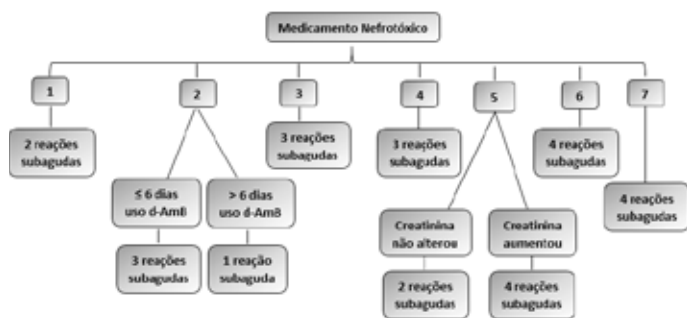 Medicamento Nefrotóxico
1
2
3
4
5
6
7
2 reações
subagudas
3 reações
subagudas
3 reações
subagudas
4 reações
subagudas
4 reações
subagudas
≤ 6 dias
uso d-AmB
> 6 dias
uso d-AmB
Creatinina
não alterou
Creatinina
aumentou
3 reações
subagudas
1 reação
subaguda
2 reações
subagudas
4 reações
subagudas